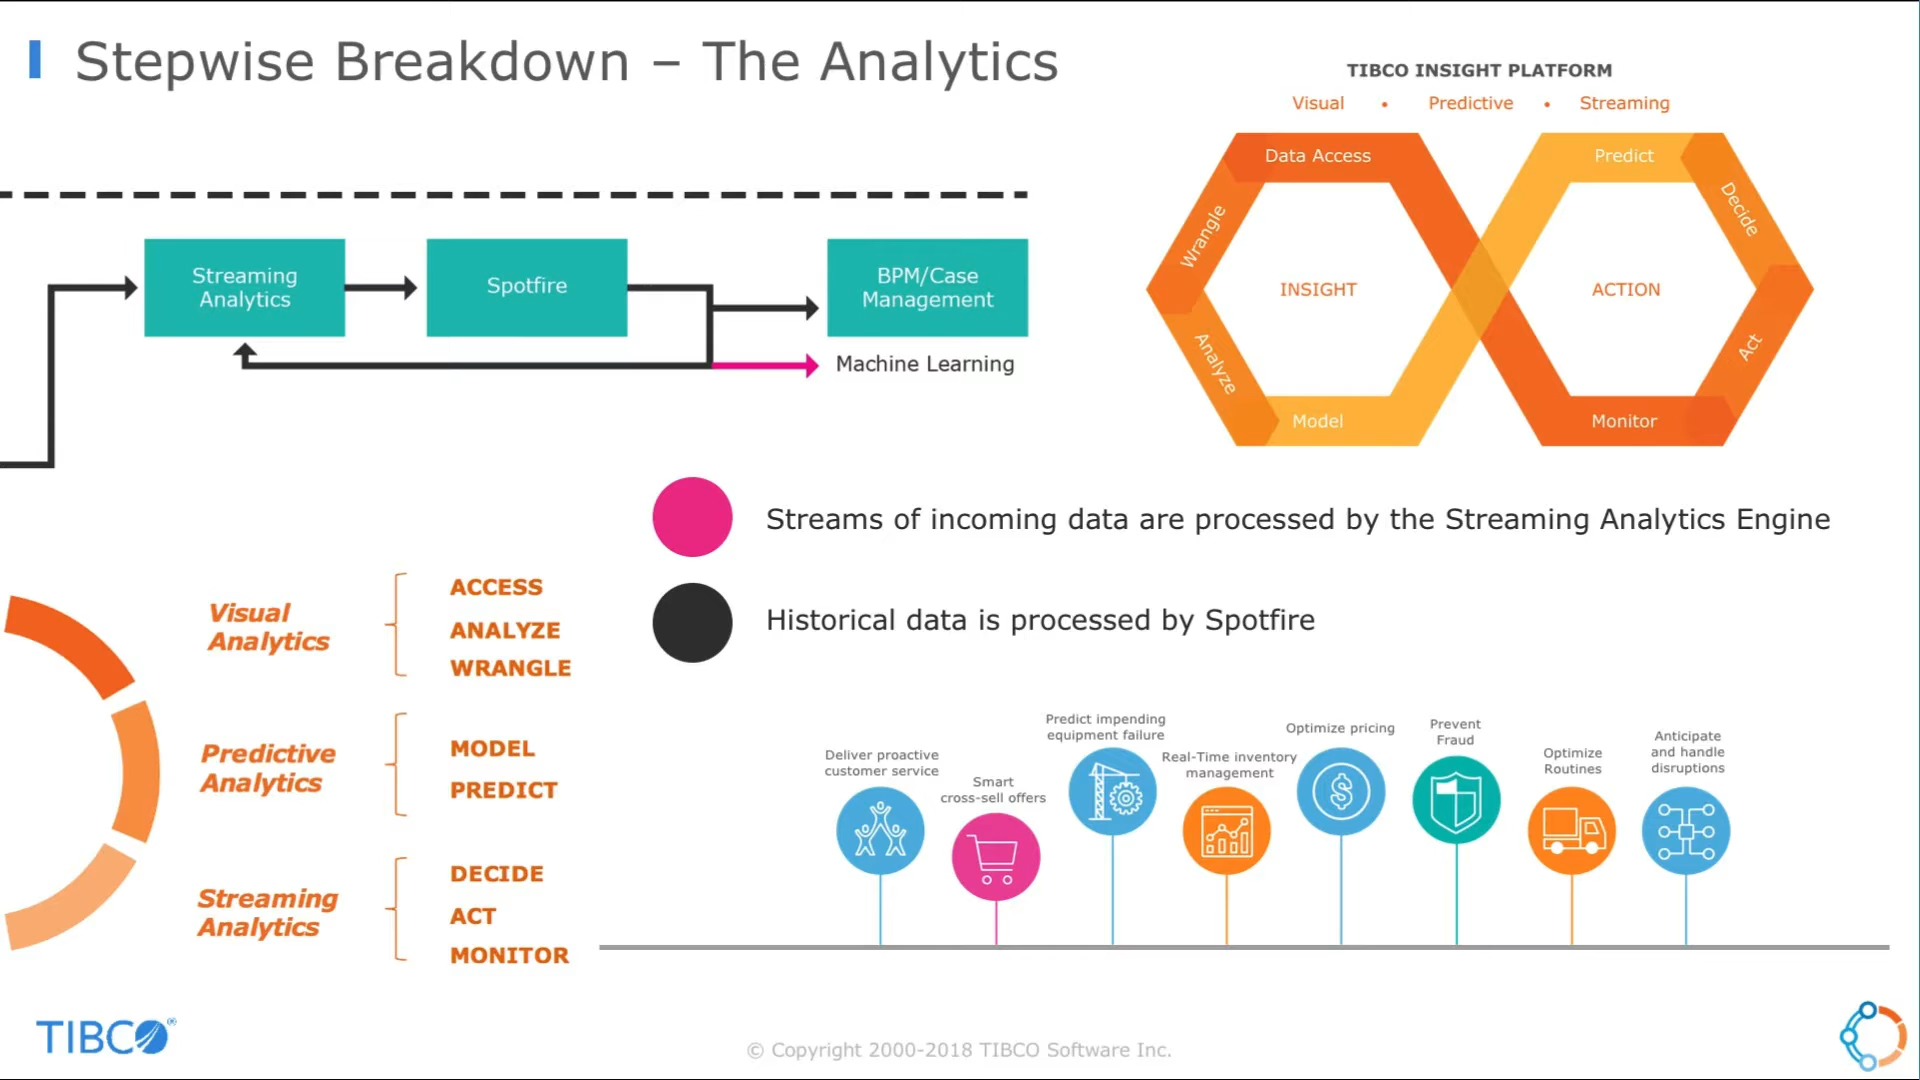 Stepwise Breakdown – The Analytics
TIBCO INSIGHT PLATFORM
Visual • Predictive • Streaming
Data Access
Wrangle
Analyze
Model
INSIGHT
Predict
Decide
Act
Monitor
ACTION
Streaming
Analytics
Spotfire
BPM/Case
Management
Machine Learning
Streams of incoming data are processed by the Streaming Analytics Engine
Historical data is processed by Spotfire
Visual
Analytics
ACCESS
ANALYZE
WRANGLE
Predictive
Analytics
MODEL
PREDICT
Streaming
Analytics
DECIDE
ACT
MONITOR
Deliver proactive
customer service
Smart
cross-sell offers
Predict impending
equipment failure
Real-Time inventory
management
Optimize pricing
Prevent
Fraud
Optimize
Routines
Anticipate
and handle
disruptions
TIBCO®
© Copyright 2000-2018 TIBCO Software Inc.